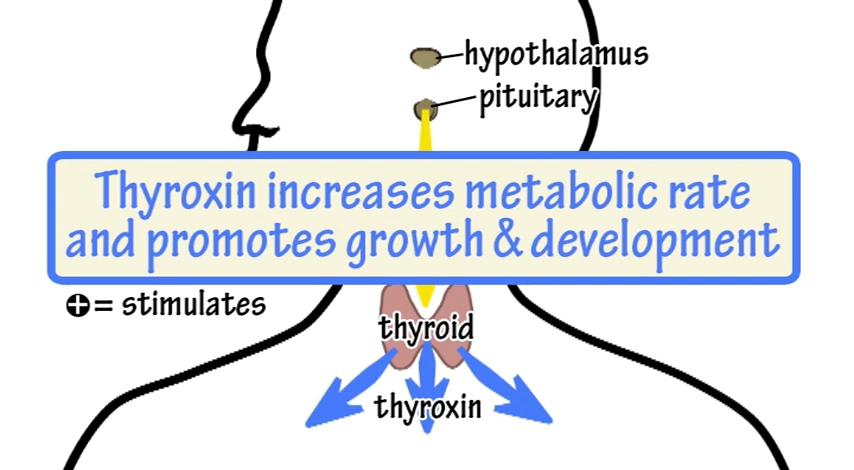 hypothalamus
pituitary
Thyroxin increases metabolic rate
and promotes growth & development
+ = stimulates
thyroid
thyroxin